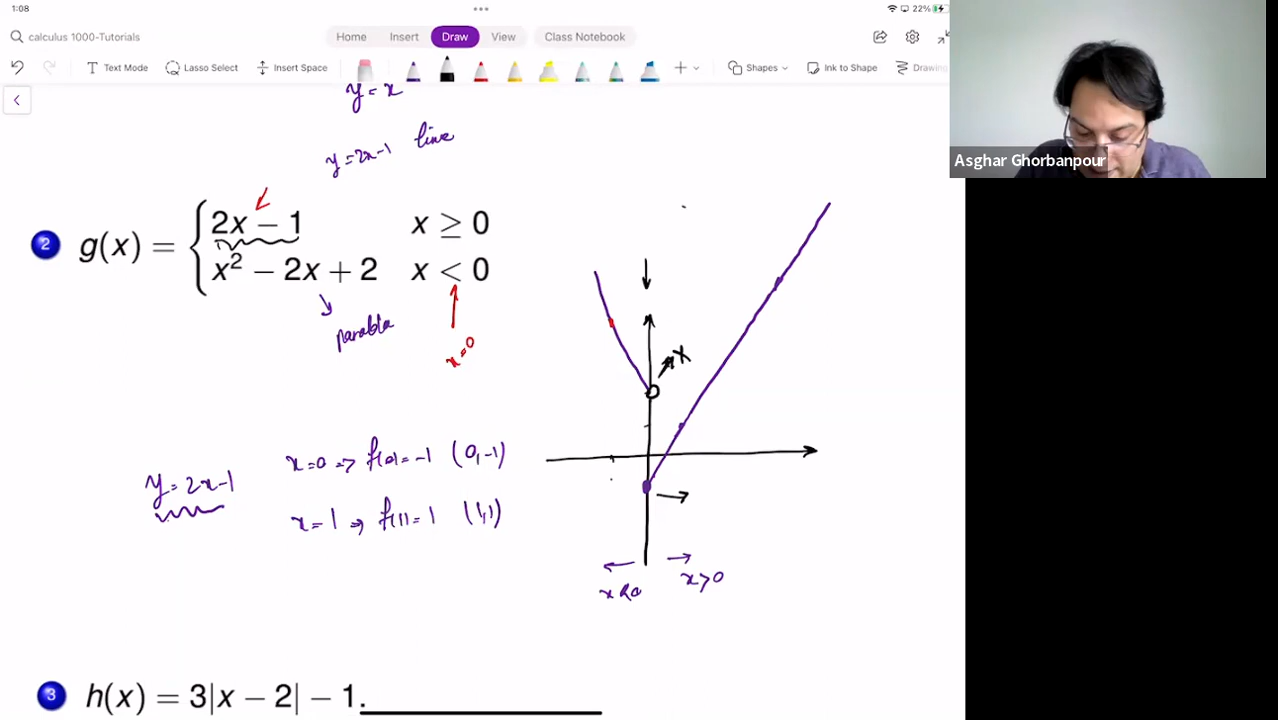 1:08 22%
calculus 1000-Tutorials Home Insert Draw View Class Notebook
Text Mode Lasso Select Insert Space Shapes Ink to Shape Drawing
Asghar Ghorbanpour
y=x
y=2x-1 line
2 g(x) = { 2x − 1 x ≥ 0
x² − 2x + 2 x < 0
parabla
x=0
x
y=2x-1
x=0 => f(0)=-1 (0,-1)
x=1 => f(1)=1 (1,1)
x<0 x>0
3 h(x) = 3|x − 2| − 1.